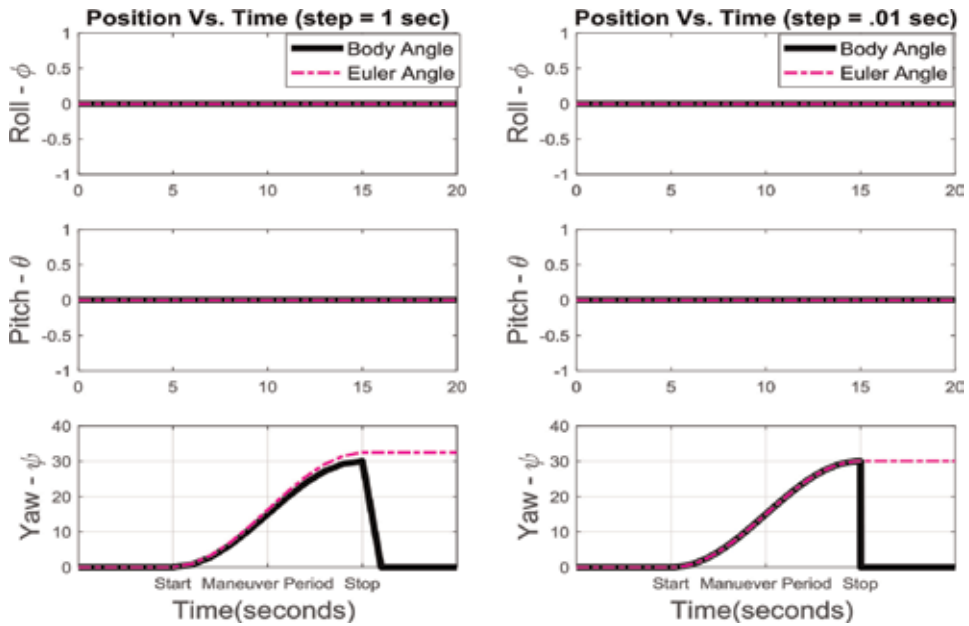 Position Vs. Time (step = 1 sec)
1
0.5
0
-0.5
-1
Roll - ϕ
Body Angle
Euler Angle
0 5 10 15 20
1
0.5
0
-0.5
-1
Pitch - θ
0 5 10 15 20
40
30
20
10
0
Yaw - ψ
Start Maneuver Period Stop
Time(seconds)
Position Vs. Time (step = .01 sec)
1
0.5
0
-0.5
-1
Roll - ϕ
Body Angle
Euler Angle
0 5 10 15 20
1
0.5
0
-0.5
-1
Pitch - θ
0 5 10 15 20
40
30
20
10
0
Yaw - ψ
Start Manuever Period Stop
Time(seconds)